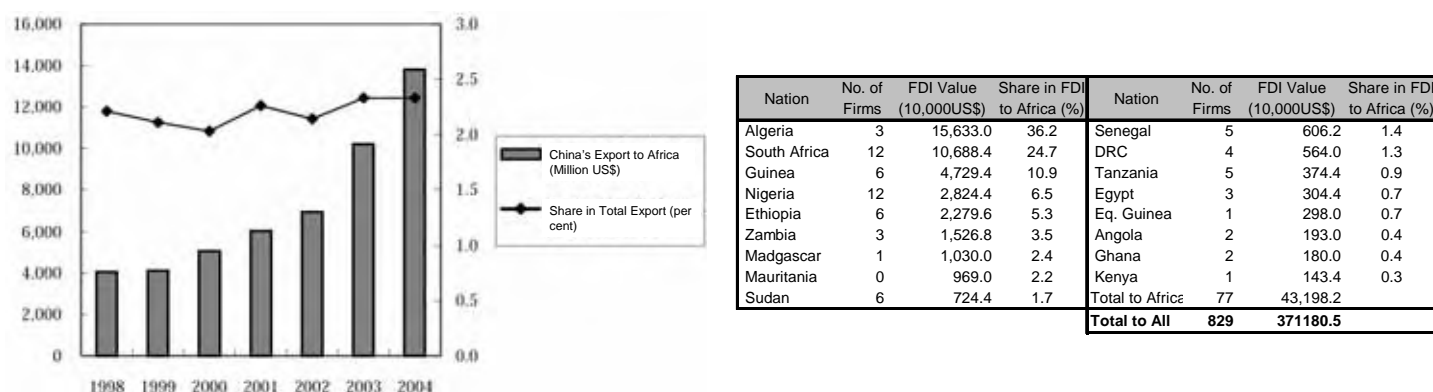 16,000
14,000
12,000
10,000
8,000
6,000
4,000
2,000
0
3.0
2.5
2.0
1.5
1.0
0.5
0.0
1998 1999 2000 2001 2002 2003 2004
China's Export to Africa
(Million US$)
Share in Total Export (per
cent)
Nation No. of Firms FDI Value (10,000US$) Share in FDI to Africa (%) Nation No. of Firms FDI Value (10,000US$) Share in FDI to Africa (%)
Algeria 3 15,633.0 36.2 Senegal 5 606.2 1.4
South Africa 12 10,688.4 24.7 DRC 4 564.0 1.3
Guinea 6 4,729.4 10.9 Tanzania 5 374.4 0.9
Nigeria 12 2,824.4 6.5 Egypt 3 304.4 0.7
Ethiopia 6 2,279.6 5.3 Eq. Guinea 1 298.0 0.7
Zambia 3 1,526.8 3.5 Angola 2 193.0 0.4
Madgascar 1 1,030.0 2.4 Ghana 2 180.0 0.4
Mauritania 0 969.0 2.2 Kenya 1 143.4 0.3
Sudan 6 724.4 1.7 Total to Africa 77 43,198.2
Total to All 829 371180.5